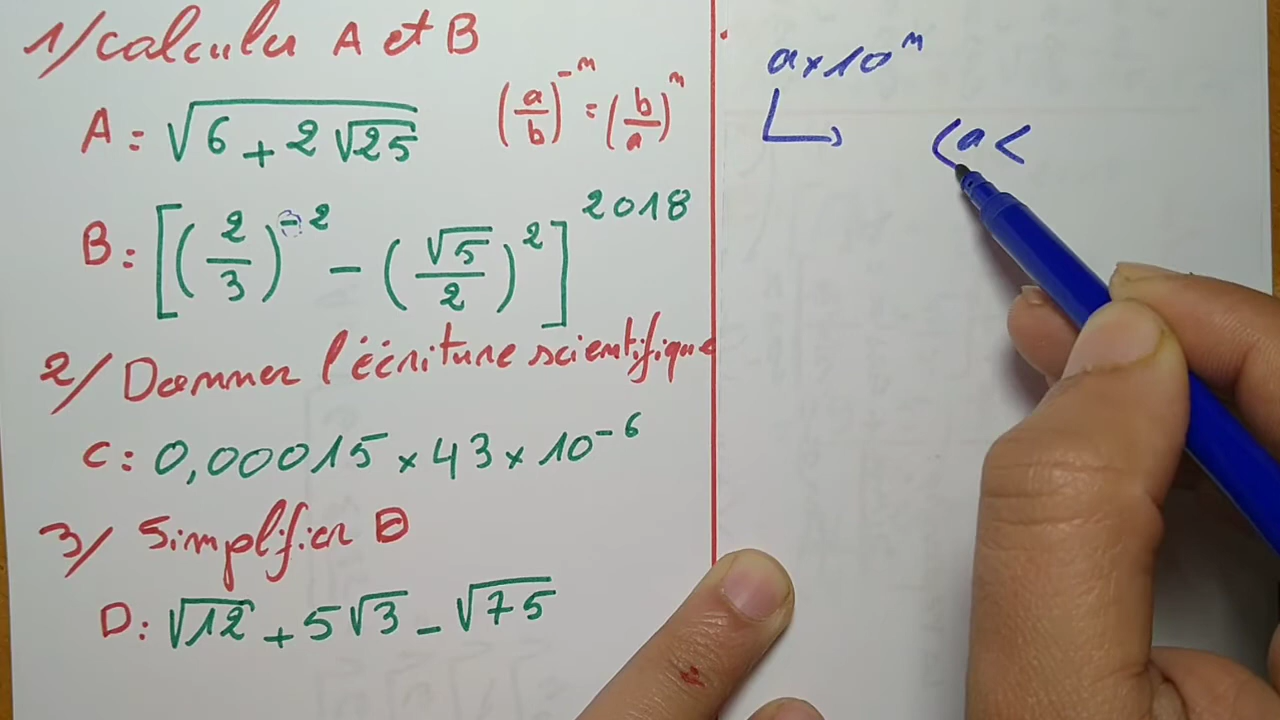 1/ calculer A et B
A = √(6 + 2√25)
(a/b)^-n = (b/a)^n
B = [(2/3)^-2 - (√5/2)^2]^2018
2/ Donner l'écriture scientifique
C = 0,00015 × 43 × 10^-6
3/ Simplifier D
D = √12 + 5√3 - √75
a × 10^n
(a <